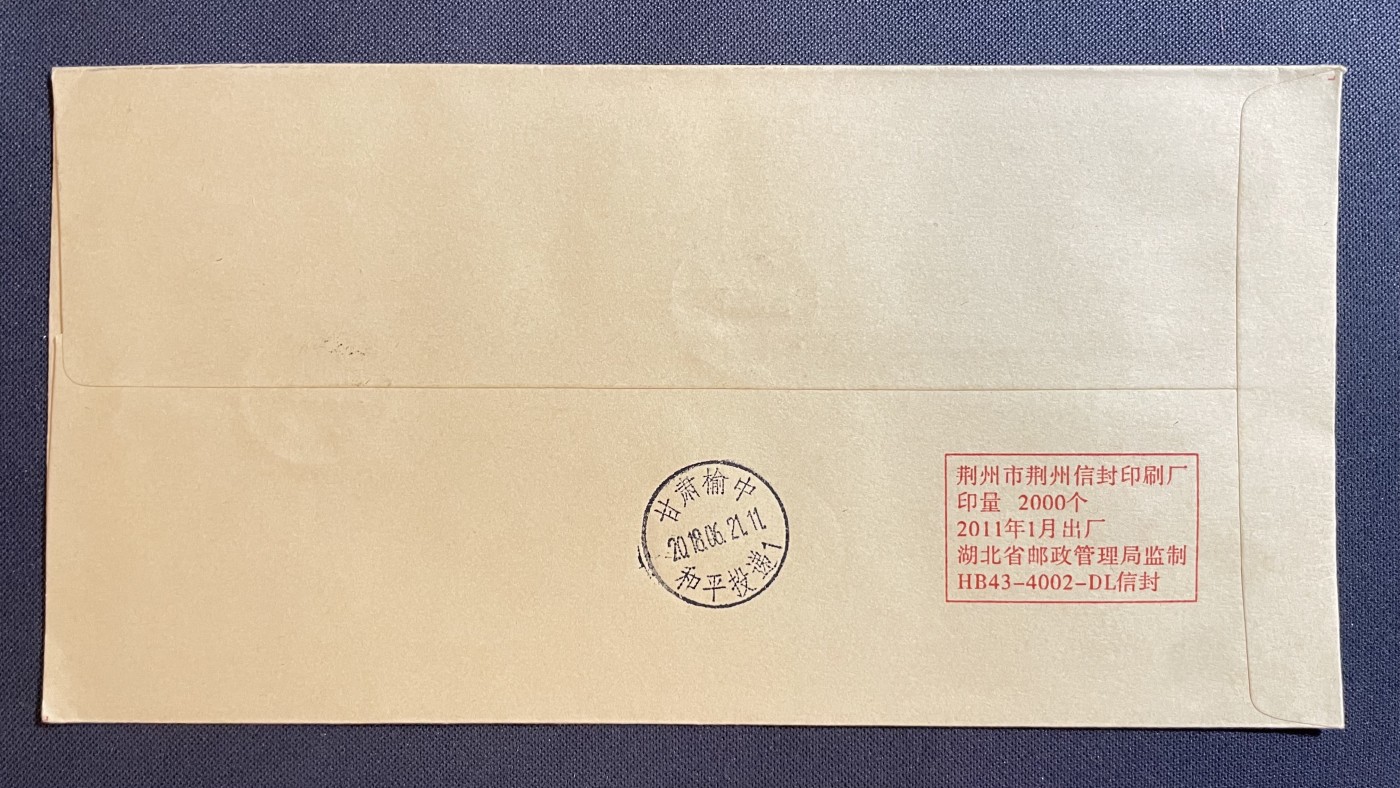 甘肃榆中
2018.06.21.11
和平投递1
荆州市荆州信封印刷厂
印量 2000个
2011年1月出厂
湖北省邮政管理局监制
HB43-4002-DL信封